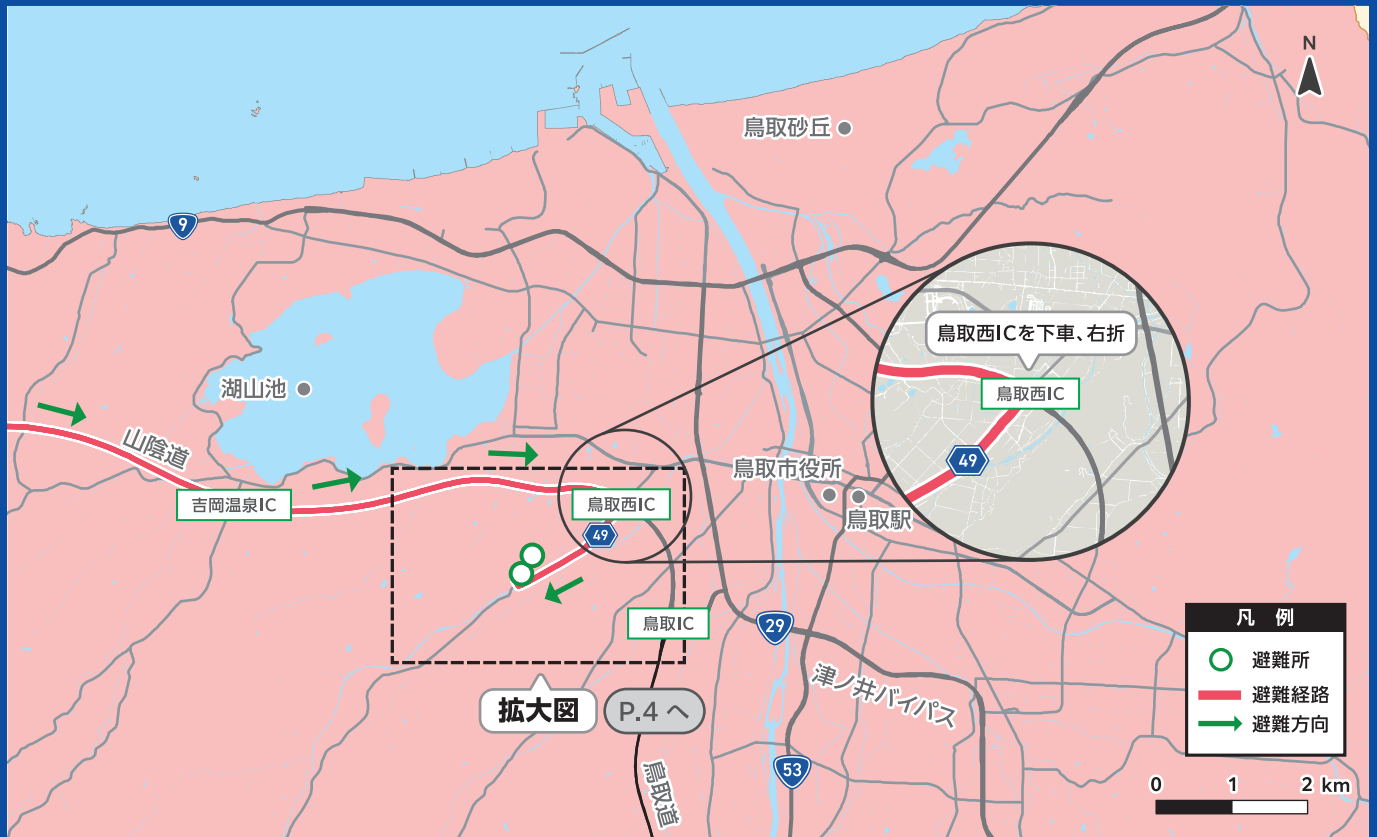 N
鳥取砂丘
9
鳥取西ICを下車、右折
鳥取西IC
49
湖山池
山陰道
吉岡温泉IC
鳥取西IC
49
鳥取市役所
鳥取駅
鳥取IC
29
津ノ井バイパス
拡大図
P.4 へ
鳥取道
53
凡 例
避難所
避難経路
避難方向
0 1 2 km